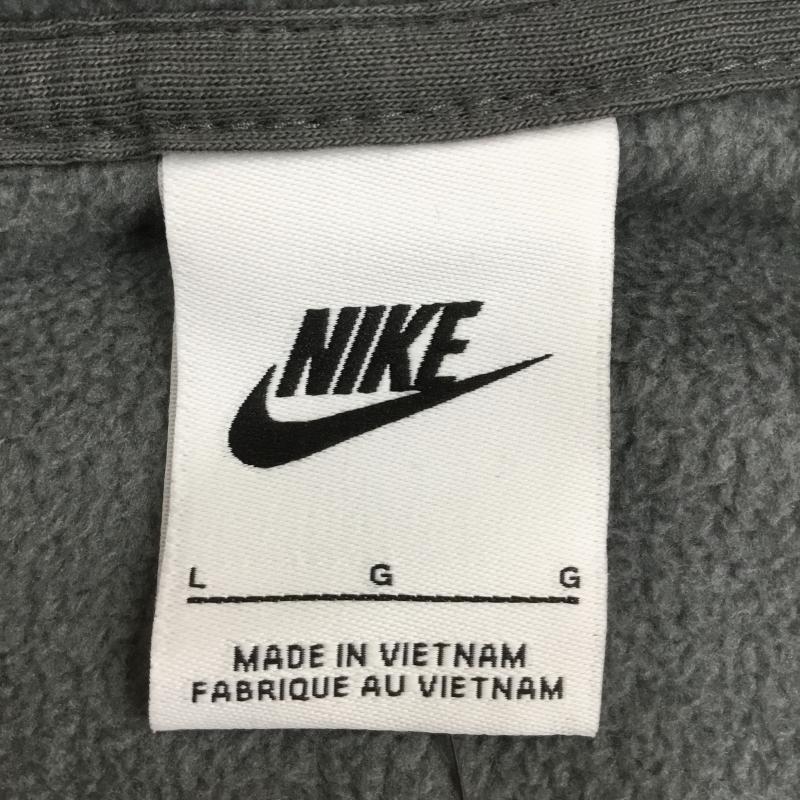 NIKE
L G G
MADE IN VIETNAM
FABRIQUE AU VIETNAM